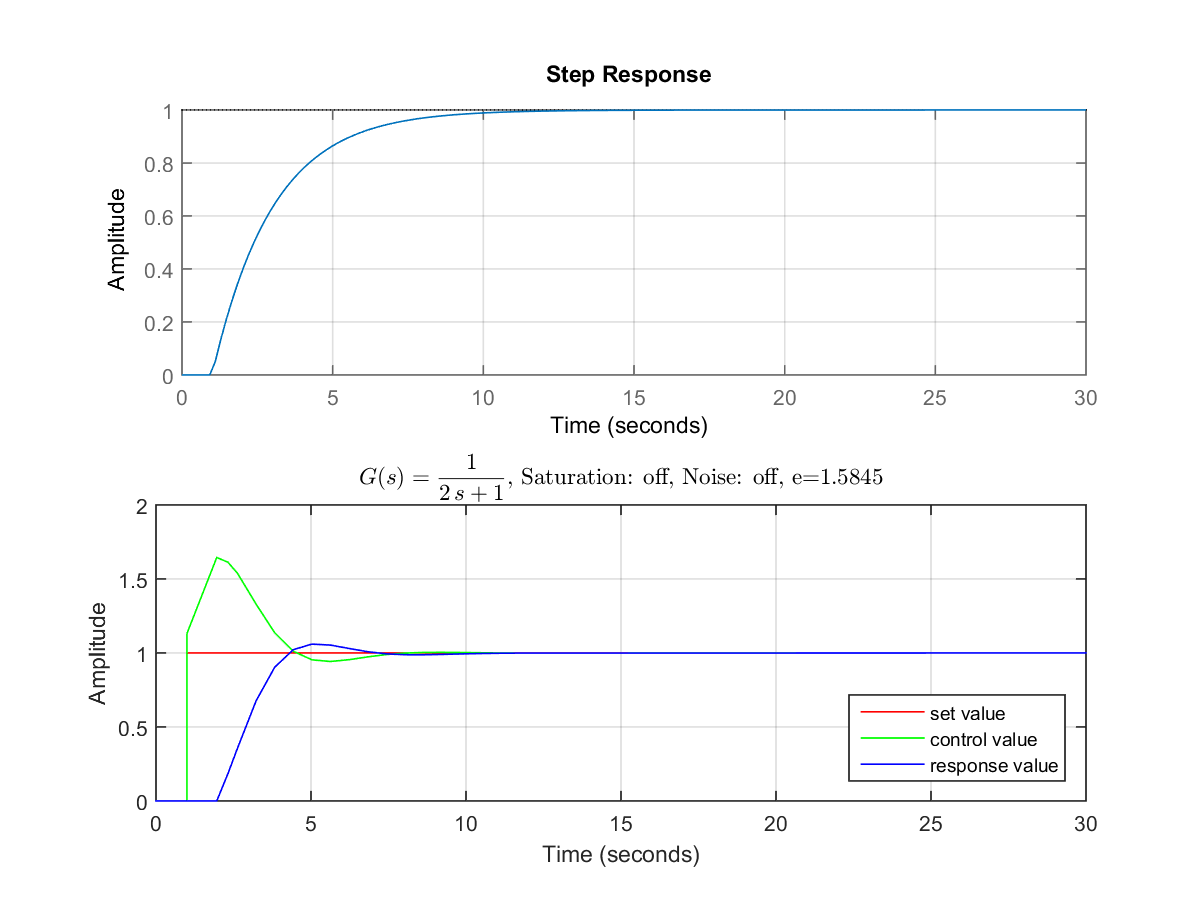 Step Response
1
0.8
0.6
0.4
0.2
0
Amplitude
0 5 10 15 20 25 30
Time (seconds)
G(s) = 1/(2 s + 1), Saturation: off, Noise: off, e=1.5845
2
1.5
1
0.5
0
Amplitude
set value
control value
response value
0 5 10 15 20 25 30
Time (seconds)